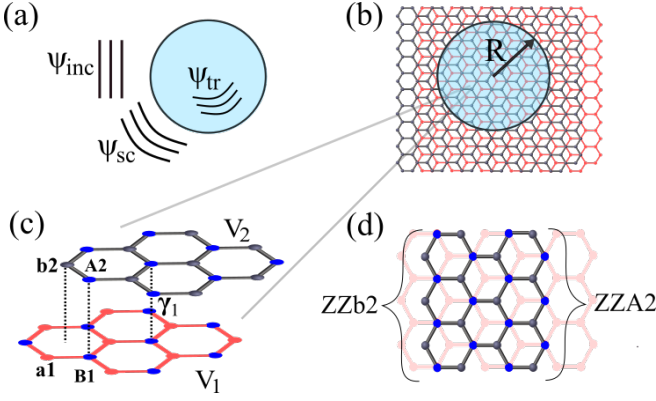 (a)
ψinc
ψtr
ψsc
(b)
R
(c)
V2
b2
A2
γ1
a1
B1
V1
(d)
ZZb2
ZZA2